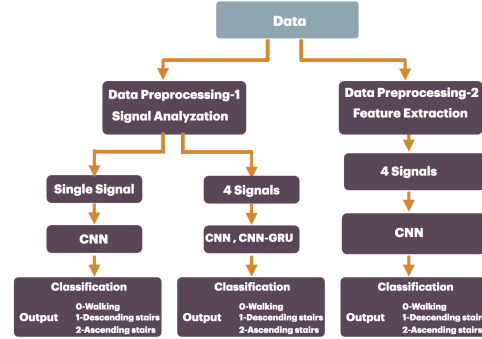 Data
Data Preprocessing-1
Signal Analyzation
Data Preprocessing-2
Feature Extraction
Single Signal
4 Signals
4 Signals
CNN
CNN , CNN-GRU
CNN
Classification
0-Walking
Output 1-Descending stairs
2-Ascending stairs
Classification
0-Walking
Output 1-Descending stairs
2-Ascending stairs
Classification
0-Walking
Output 1-Descending stairs
2-Ascending stairs